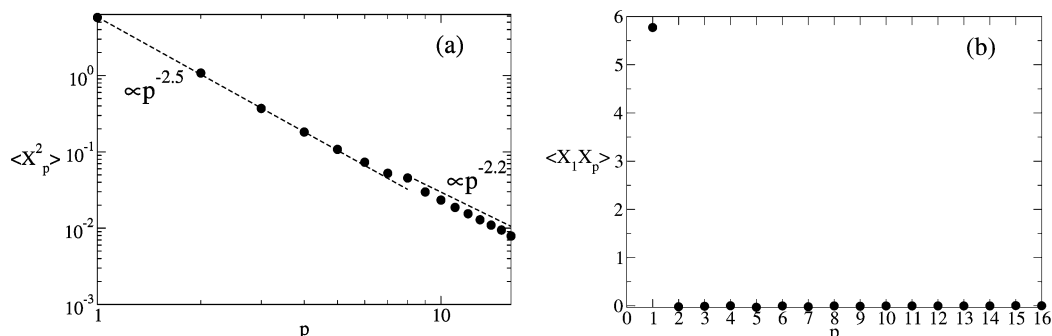 (a)
10^0
∝p^-2.5
10^-1
<X^2_p>
∝p^-2.2
10^-2
10^-3
1 10
p
(b)
6
5
4
<X_1X_p>
3
2
1
0
0 1 2 3 4 5 6 7 8 9 10 11 12 13 14 15 16
p